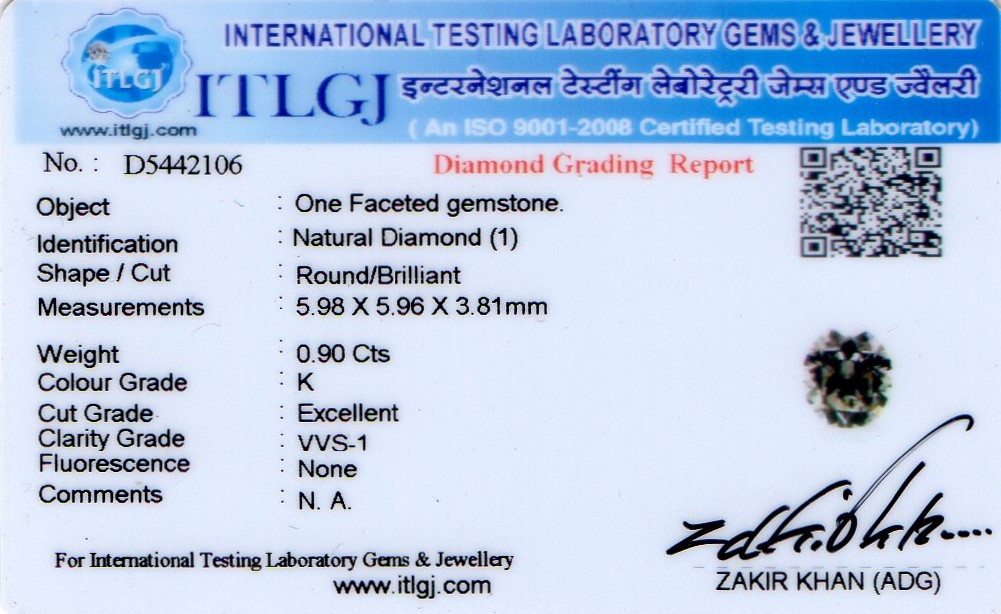 INTERNATIONAL TESTING LABORATORY GEMS & JEWELLERY
ITLGJ
ITLGJ
इन्टरनेशनल टेस्टींग लेबोरेट्ररी जेम्स एण्ड ज्वैलरी
www.itlgj.com
( An ISO 9001-2008 Certified Testing Laboratory)
No. : D5442106
Diamond Grading Report
Object : One Faceted gemstone.
Identification : Natural Diamond (1)
Shape / Cut : Round/Brilliant
Measurements : 5.98 X 5.96 X 3.81mm
Weight : 0.90 Cts
Colour Grade : K
Cut Grade : Excellent
Clarity Grade : VVS-1
Fluorescence : None
Comments : N. A.
For International Testing Laboratory Gems & Jewellery
www.itlgj.com
ZAKIR KHAN (ADG)